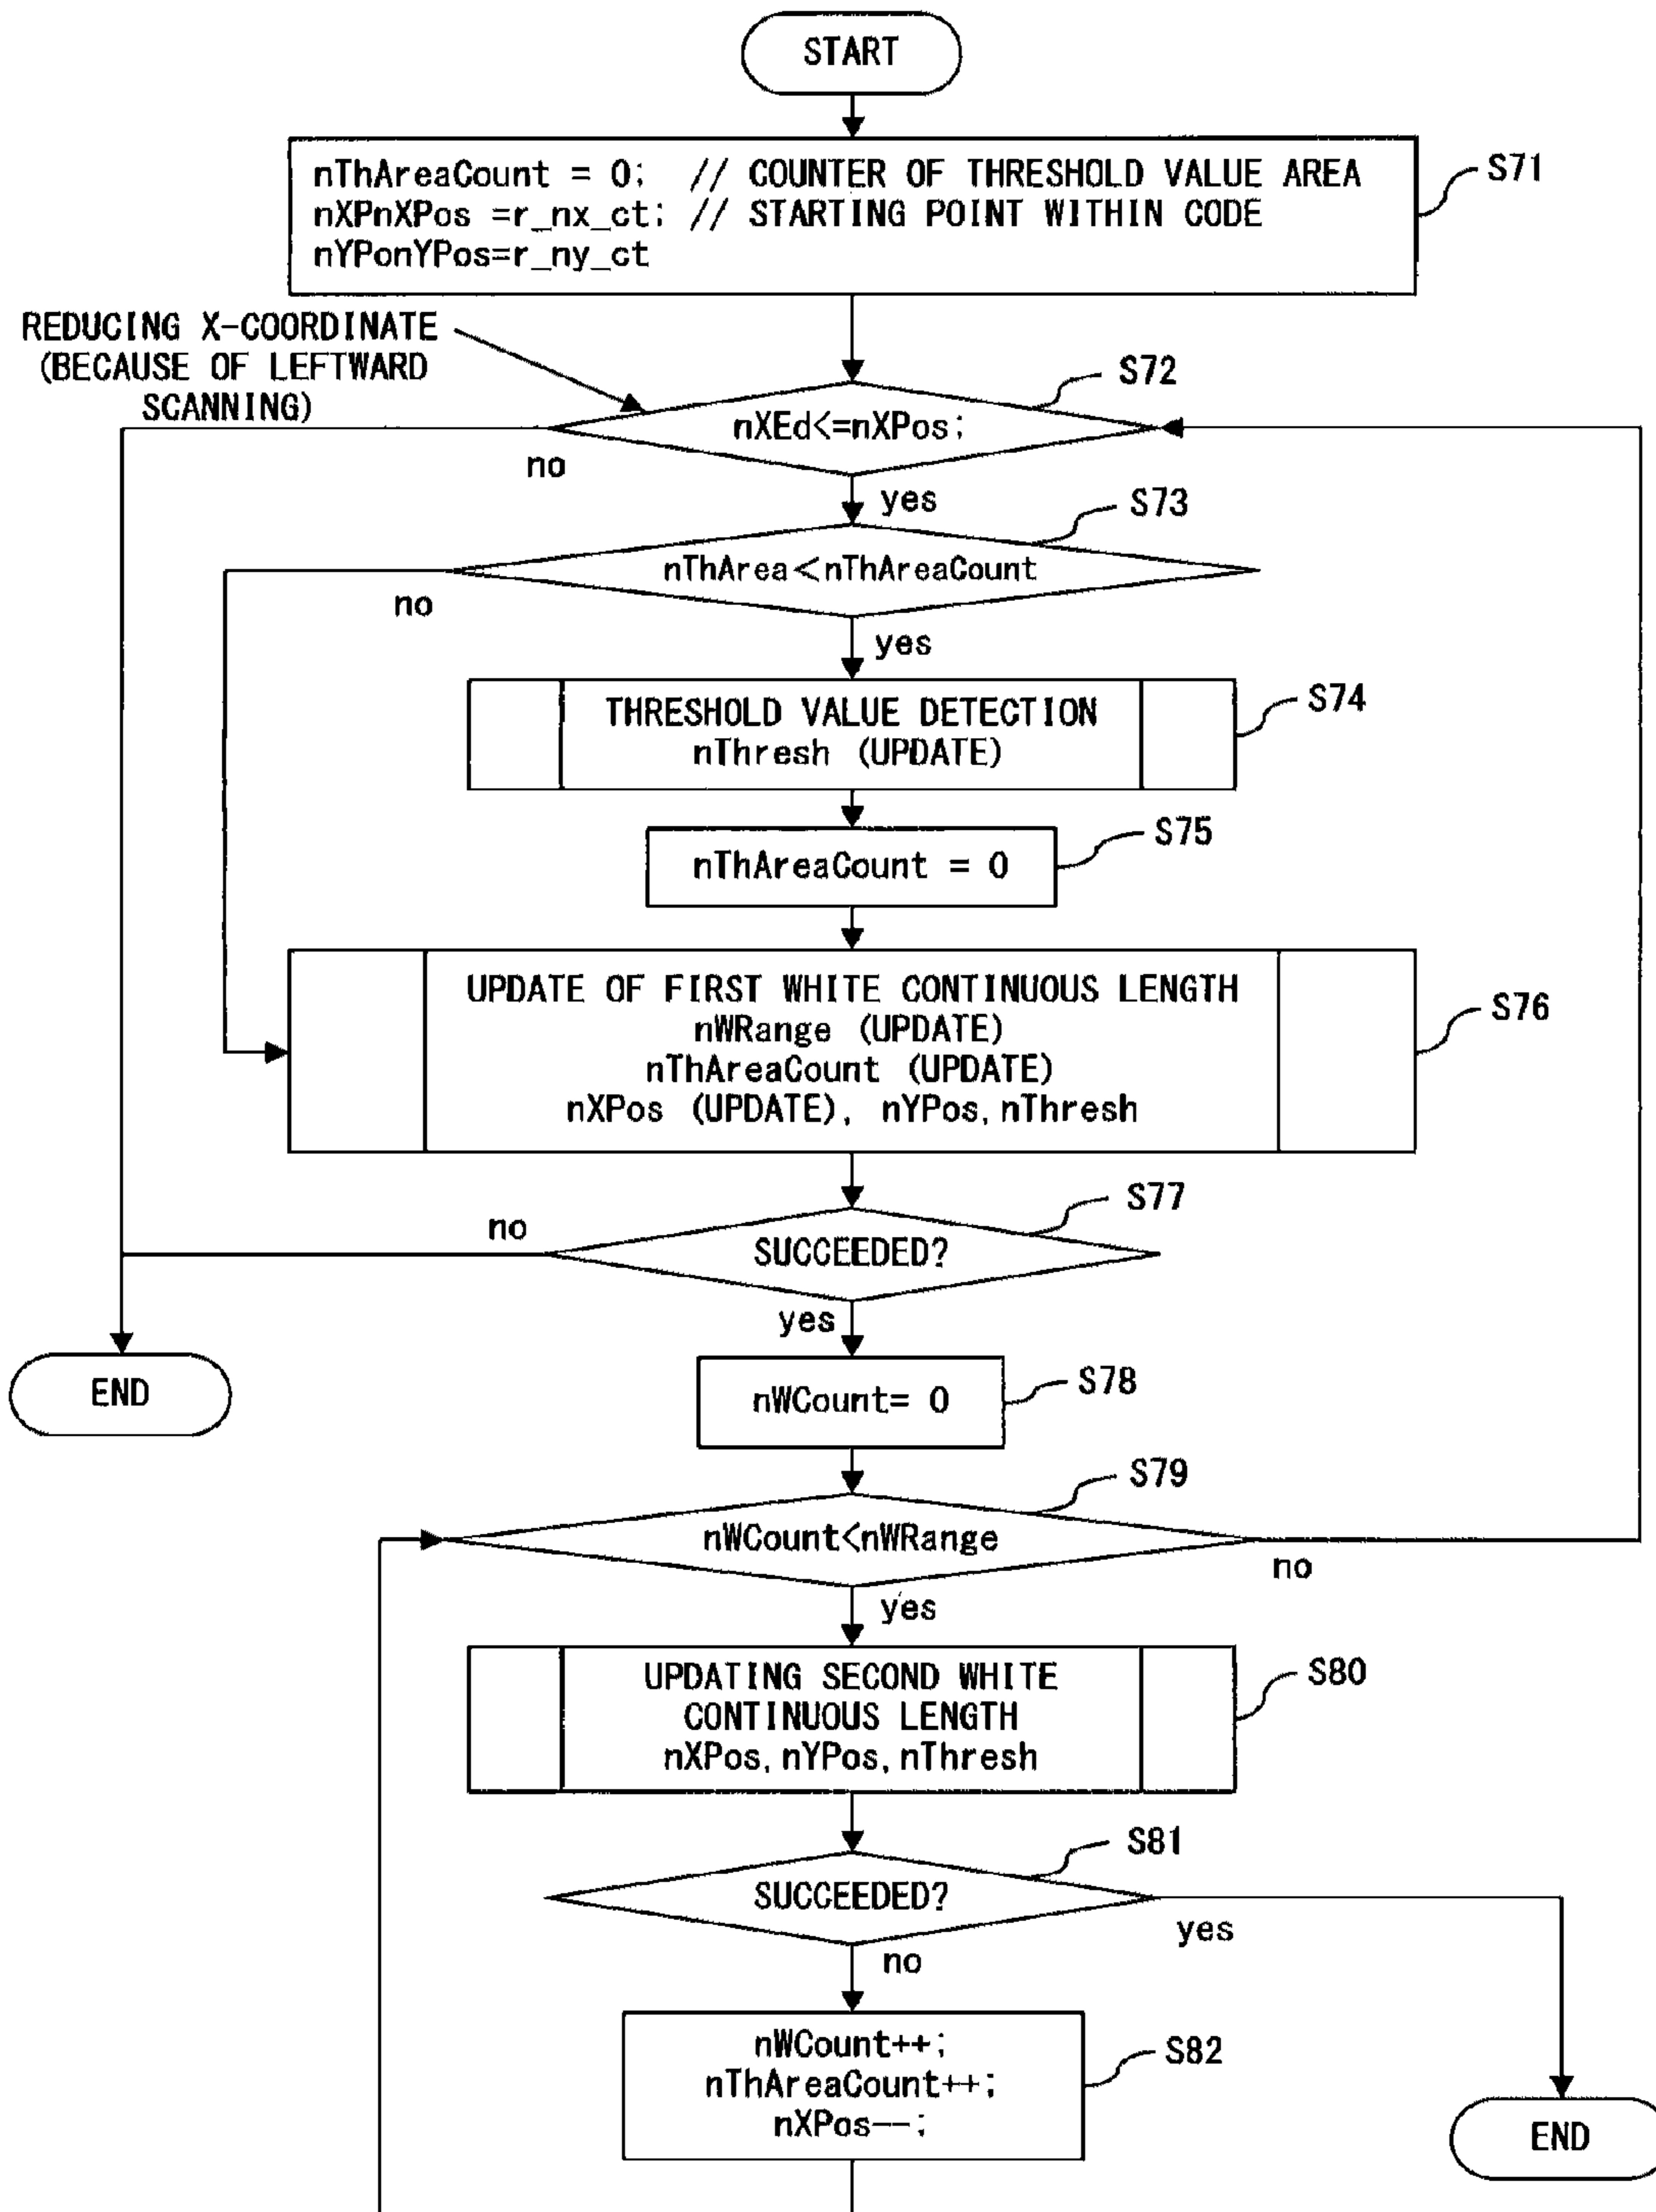 START
nThAreaCount = 0; // COUNTER OF THRESHOLD VALUE AREA
nXPnXPos =r_nx_ct; // STARTING POINT WITHIN CODE
nYPonYPos=r_ny_ct
S71
REDUCING X-COORDINATE
(BECAUSE OF LEFTWARD
SCANNING)
S72
nXEd<=nXPos;
no
yes
S73
nThArea<nThAreaCount
no
yes
S74
THRESHOLD VALUE DETECTION
nThresh (UPDATE)
S75
nThAreaCount = 0
UPDATE OF FIRST WHITE CONTINUOUS LENGTH
nWRange (UPDATE)
nThAreaCount (UPDATE)
nXPos (UPDATE), nYPos, nThresh
S76
S77
no
SUCCEEDED?
yes
END
S78
nWCount= 0
S79
nWCount<nWRange
no
yes
UPDATING SECOND WHITE
CONTINUOUS LENGTH
nXPos, nYPos, nThresh
S80
S81
SUCCEEDED?
yes
no
nWCount++;
nThAreaCount++;
nXPos--;
S82
END